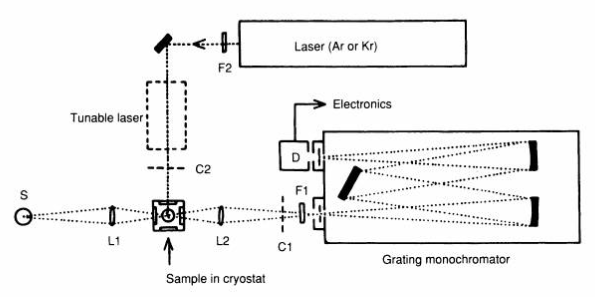 Laser (Ar or Kr)
F2
Electronics
Tunable laser
D
C2
F1
S
L1
L2
C1
Grating monochromator
Sample in cryostat